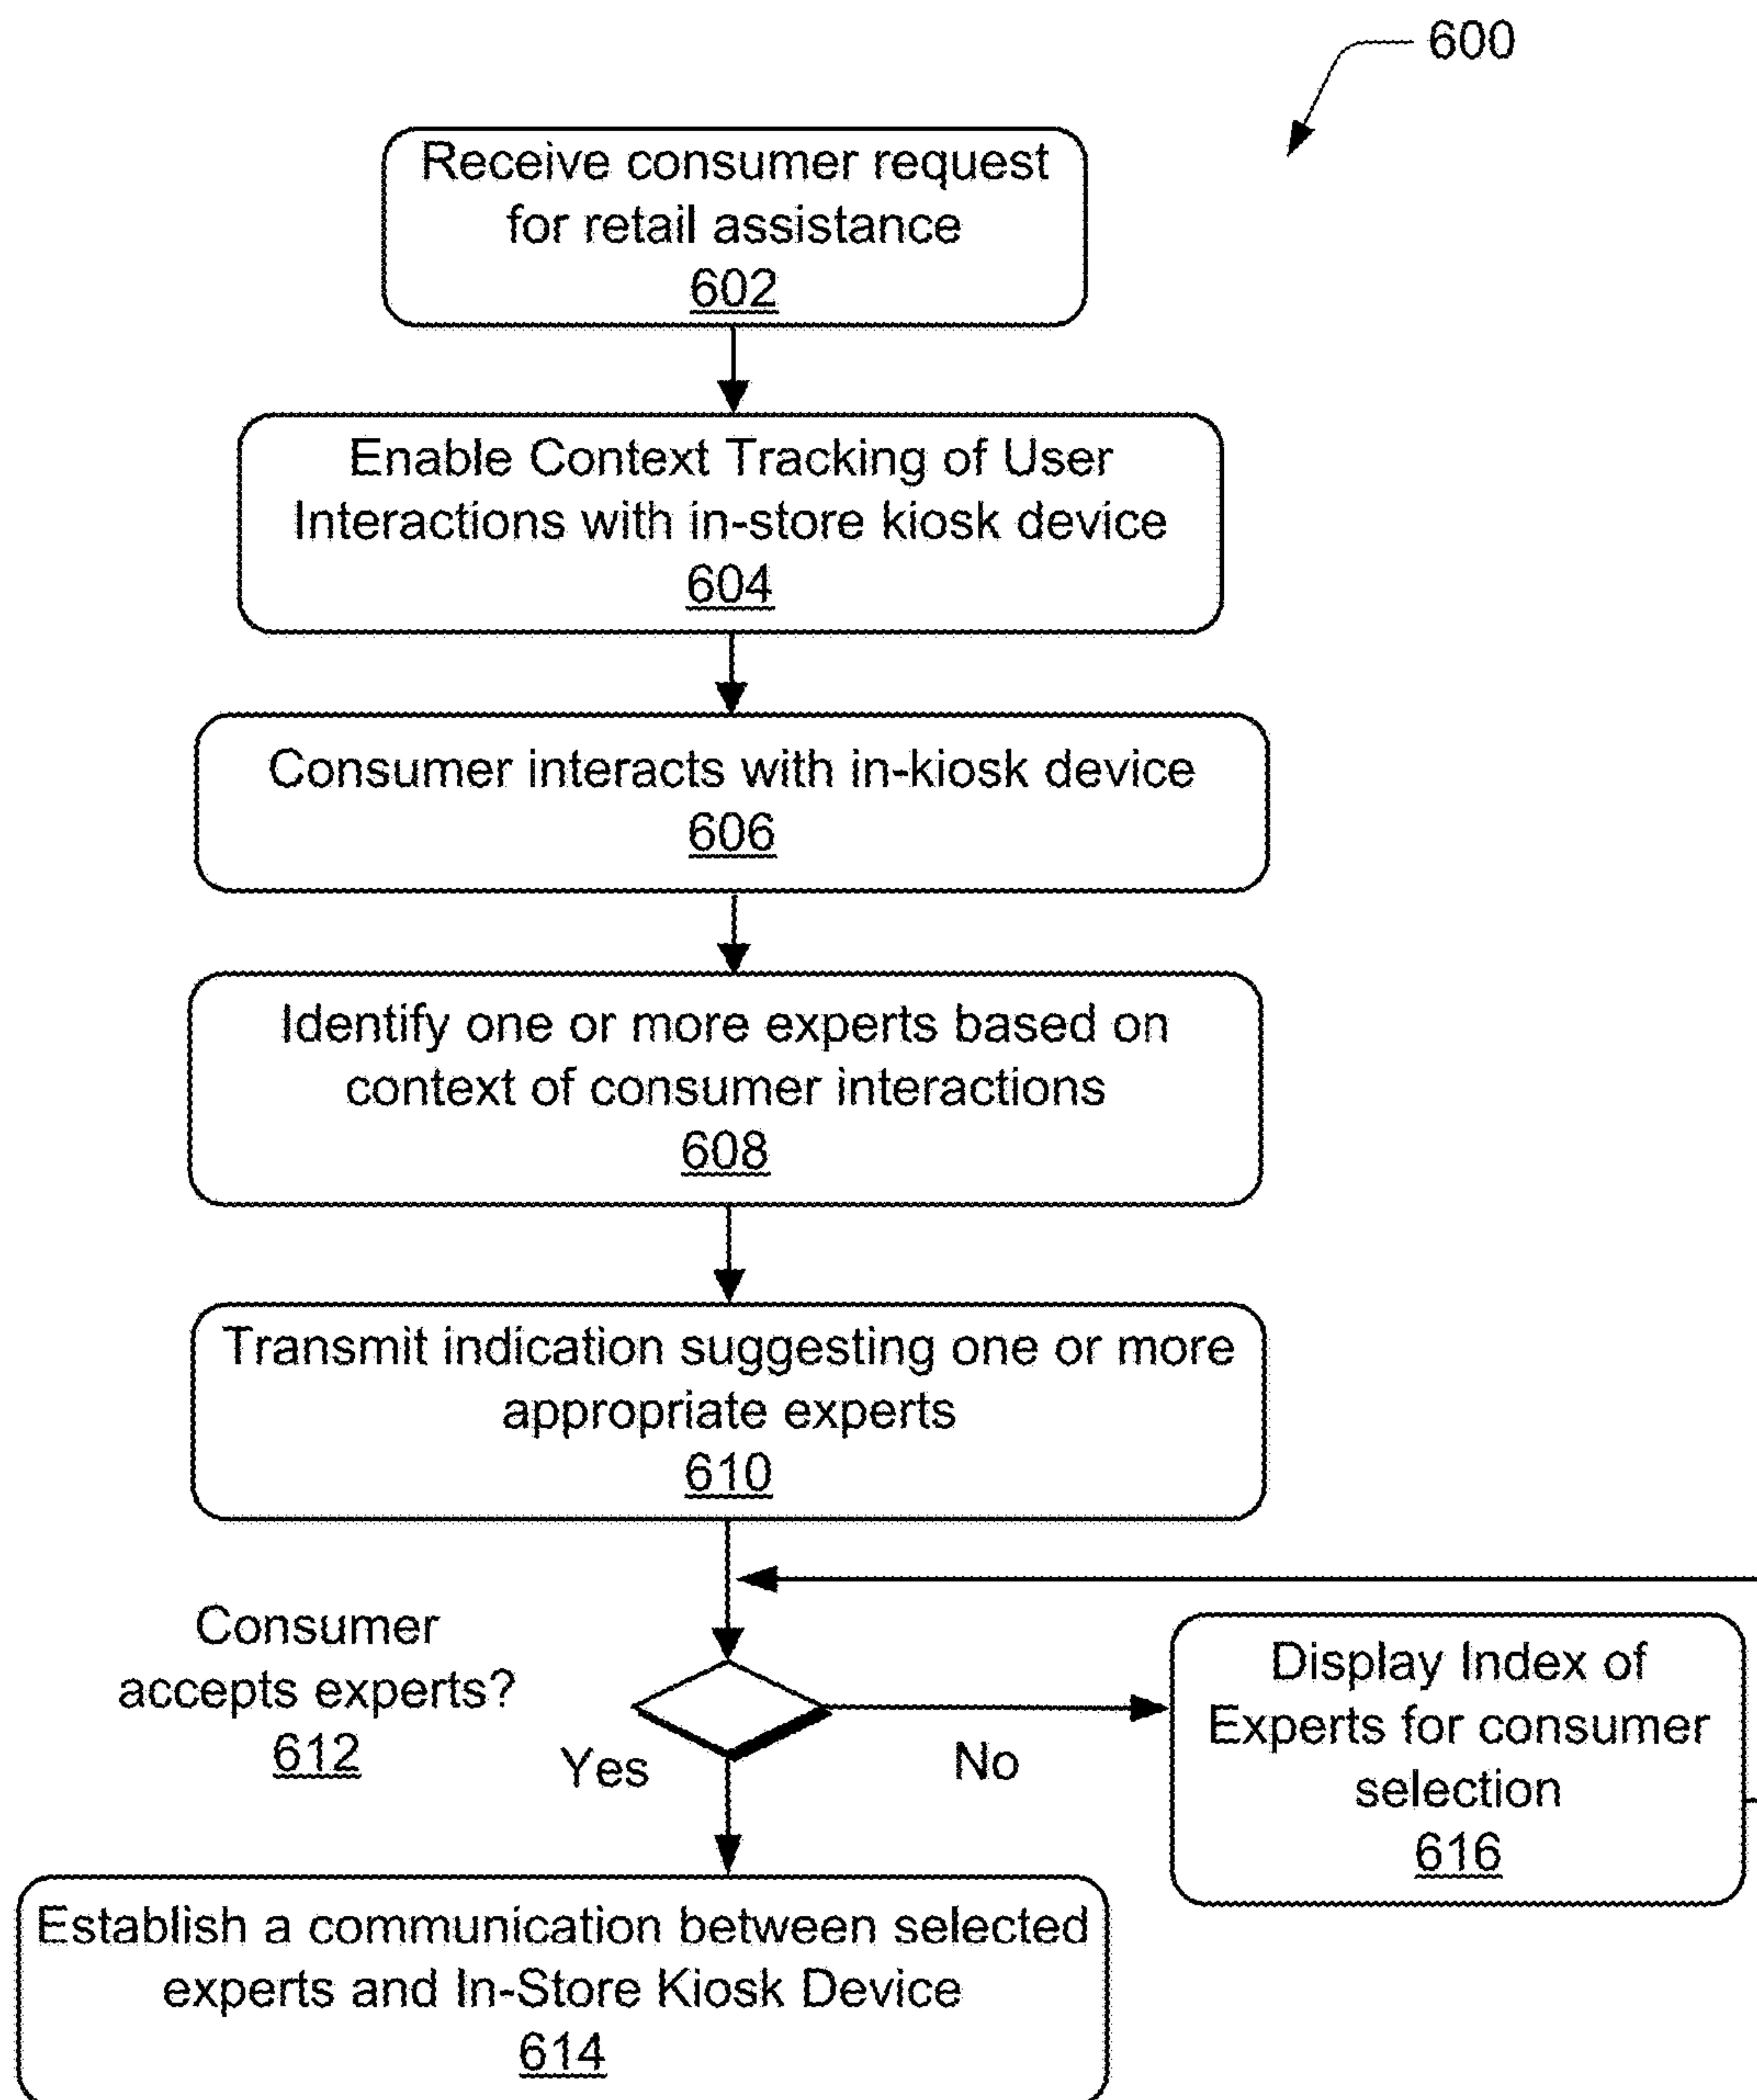 600
Receive consumer request
for retail assistance
602
Enable Context Tracking of User
Interactions with in-store kiosk device
604
Consumer interacts with in-kiosk device
606
Identify one or more experts based on
context of consumer interactions
608
Transmit indication suggesting one or more
appropriate experts
610
Consumer
accepts experts?
612
Yes
No
Display Index of
Experts for consumer
selection
616
Establish a communication between selected
experts and In-Store Kiosk Device
614